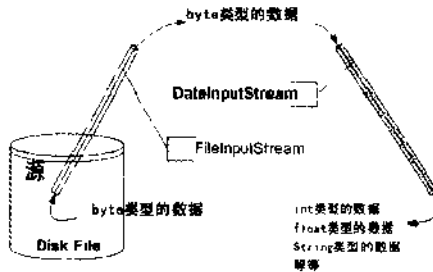 byte类型的数据
DateInputStream
FileInputStream
byte类型的数据
Disk File
int类型的数据
float类型的数据
String类型的数据
等等